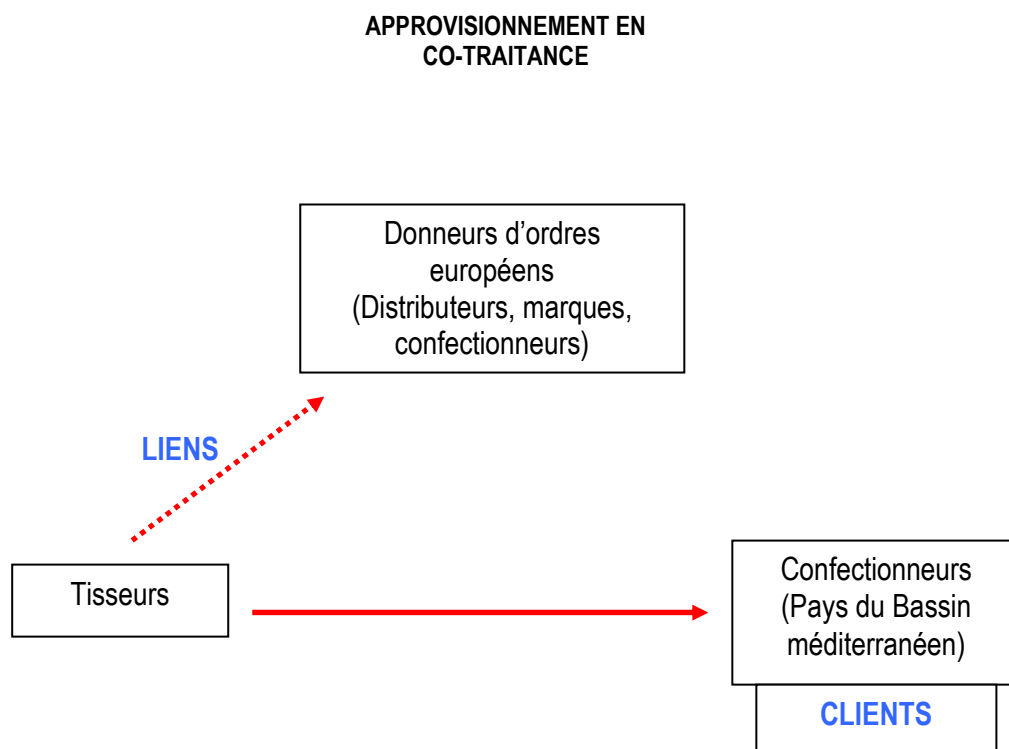 APPROVISIONNEMENT EN
CO-TRAITANCE
Donneurs d’ordres
européens
(Distributeurs, marques,
confectionneurs)
LIENS
Tisseurs
Confectionneurs
(Pays du Bassin
méditerranéen)
CLIENTS